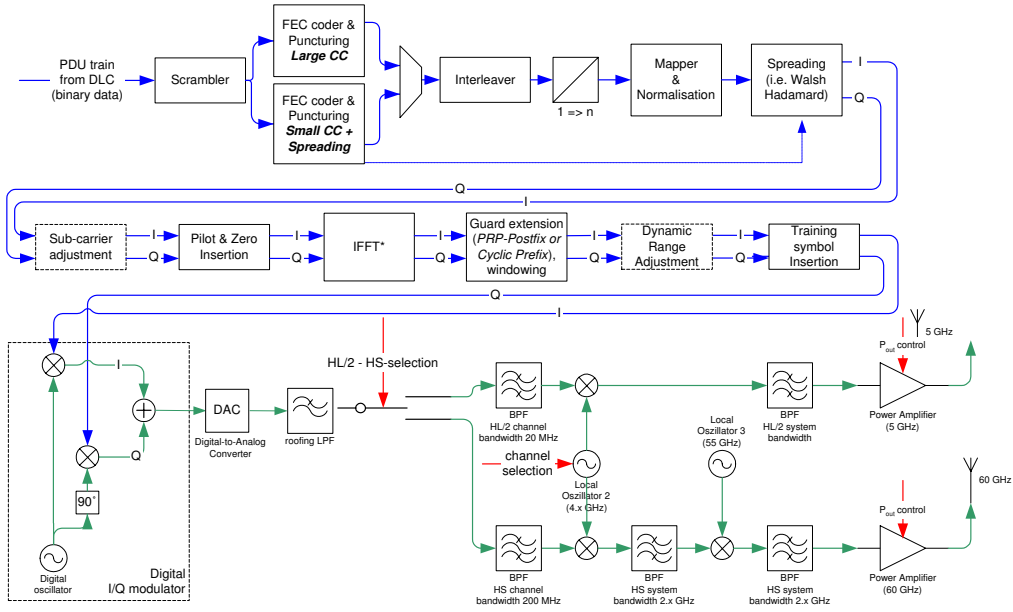 PDU train
from DLC
(binary data)
Scrambler
FEC coder &
Puncturing
Large CC
FEC coder &
Puncturing
Small CC +
Spreading
Interleaver
1 => n
Mapper
&
Normalisation
Spreading
(i.e. Walsh
Hadamard)
I
Q
Q
I
Sub-carrier
adjustment
I
Q
Pilot & Zero
Insertion
I
Q
IFFT*
I
Q
Guard extension
(PRP-Postfix or
Cyclic Prefix),
windowing
I
Q
Dynamic
Range
Adjustment
I
Q
Training
symbol
Insertion
Q
I
I
Q
90°
Digital
oscillator
Digital
I/Q modulator
DAC
Digital-to-Analog
Converter
roofing LPF
HL/2 - HS-selection
BPF
HL/2 channel
bandwidth 20 MHz
channel
selection
Local
Oszillator 2
(4.x GHz)
Local
Oszillator 3
(55 GHz)
BPF
HL/2 system
bandwidth
Pout control
5 GHz
Power Amplifier
(5 GHz)
BPF
HS channel
bandwidth 200 MHz
BPF
HS system
bandwidth 2.x GHz
BPF
HS system
bandwidth 2.x GHz
Pout control
60 GHz
Power Amplifier
(60 GHz)